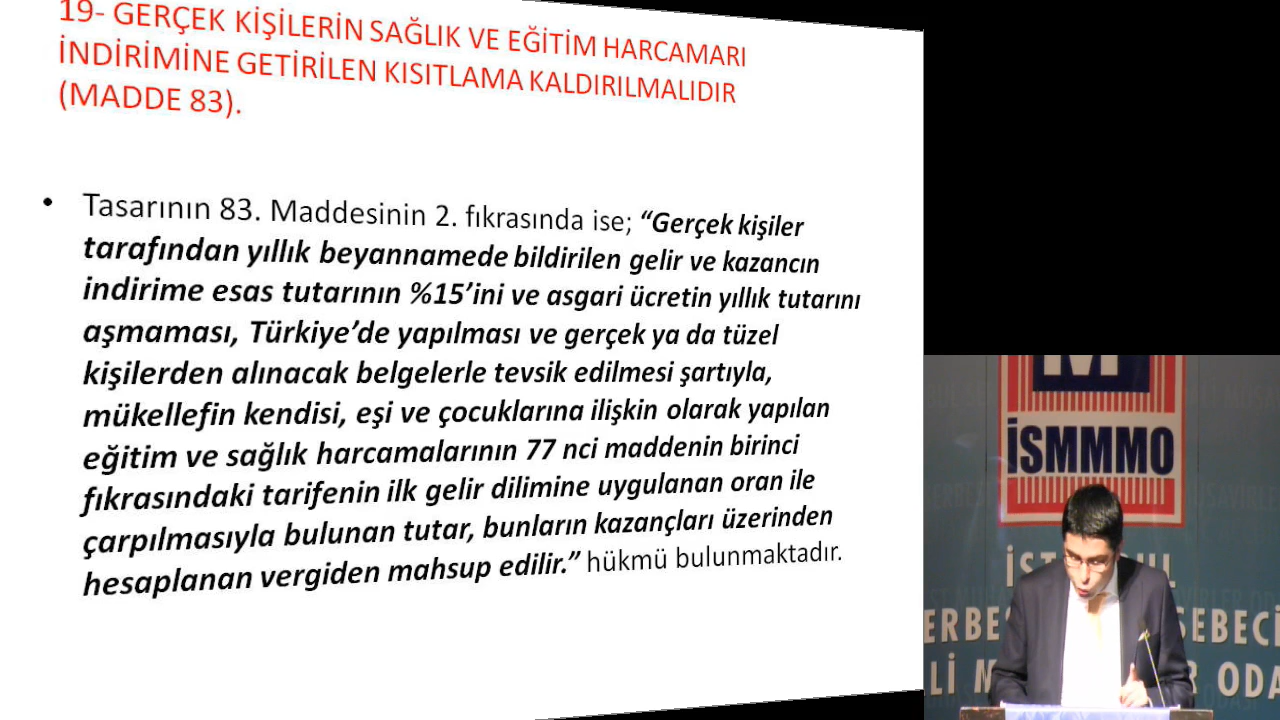 19- GERÇEK KİŞİLERİN SAĞLIK VE EĞİTİM HARCAMARI
İNDİRİMİNE GETİRİLEN KISITLAMA KALDIRILMALIDIR
(MADDE 83).
• Tasarının 83. Maddesinin 2. fıkrasında ise; “Gerçek kişiler
tarafından yıllık beyannamede bildirilen gelir ve kazancın
indirime esas tutarının %15’ini ve asgari ücretin yıllık tutarını
aşmaması, Türkiye’de yapılması ve gerçek ya da tüzel
kişilerden alınacak belgelerle tevsik edilmesi şartıyla,
mükellefin kendisi, eşi ve çocuklarına ilişkin olarak yapılan
eğitim ve sağlık harcamalarının 77 nci maddenin birinci
fıkrasındaki tarifenin ilk gelir dilimine uygulanan oran ile
çarpılmasıyla bulunan tutar, bunların kazançları üzerinden
hesaplanan vergiden mahsup edilir.” hükmü bulunmaktadır.
İSMMMO